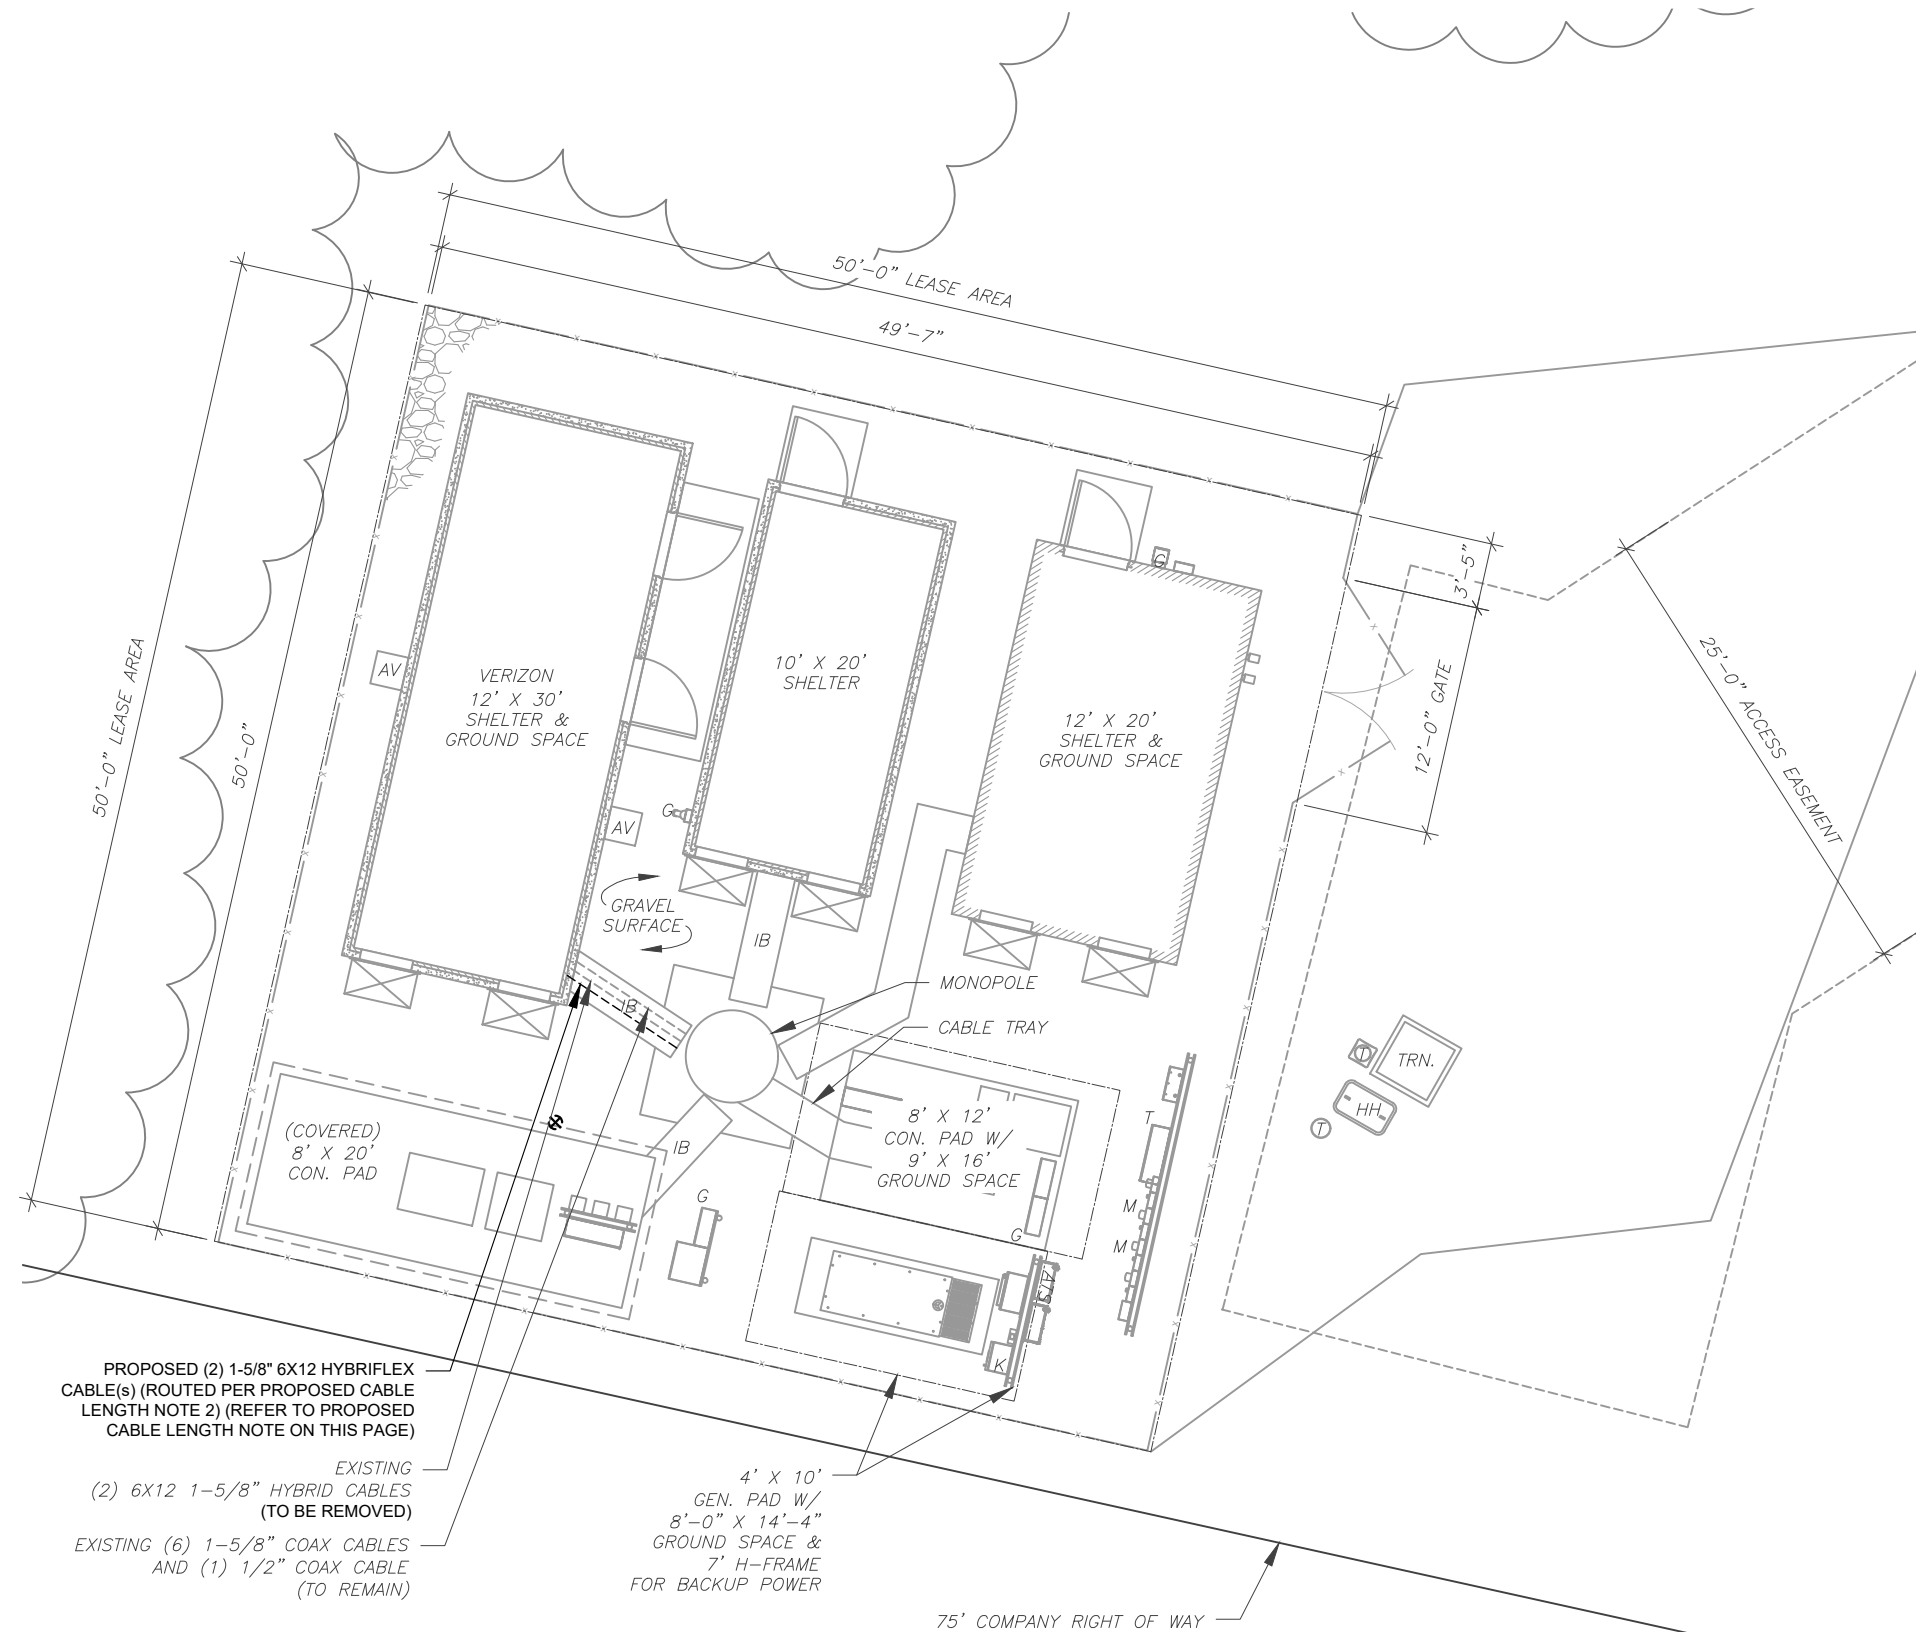 50'-0" LEASE AREA
49'-7"
50'-0" LEASE AREA
50'-0"
3'-5"
12'-0" GATE
25'-0" ACCESS EASEMENT
G
AV
VERIZON
12' X 30'
SHELTER &
GROUND SPACE
10' X 20'
SHELTER
12' X 20'
SHELTER &
GROUND SPACE
G
AV
GRAVEL
SURFACE
IB
IB
MONOPOLE
CABLE TRAY
TRN.
T
HH
T
(COVERED)
8' X 20'
CON. PAD
IB
8' X 12'
CON. PAD W/
9' X 16'
GROUND SPACE
T
M
M
G
G
ATS
K
PROPOSED (2) 1-5/8" 6X12 HYBRIFLEX
CABLE(s) (ROUTED PER PROPOSED CABLE
LENGTH NOTE 2) (REFER TO PROPOSED
CABLE LENGTH NOTE ON THIS PAGE)
EXISTING
(2) 6X12 1-5/8" HYBRID CABLES
(TO BE REMOVED)
EXISTING (6) 1-5/8" COAX CABLES
AND (1) 1/2" COAX CABLE
(TO REMAIN)
4' X 10'
GEN. PAD W/
8'-0" X 14'-4"
GROUND SPACE &
7' H-FRAME
FOR BACKUP POWER
75' COMPANY RIGHT OF WAY